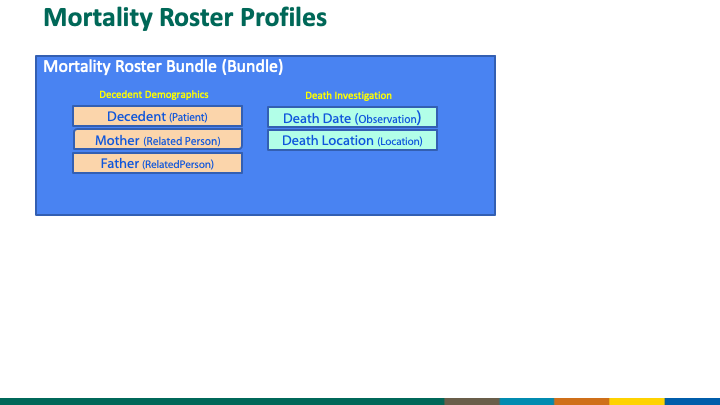 Mortality Roster Profiles
Mortality Roster Bundle (Bundle)
Decedent Demographics
Decedent (Patient)
Mother (Related Person)
Father (RelatedPerson)
Death Investigation
Death Date (Observation)
Death Location (Location)